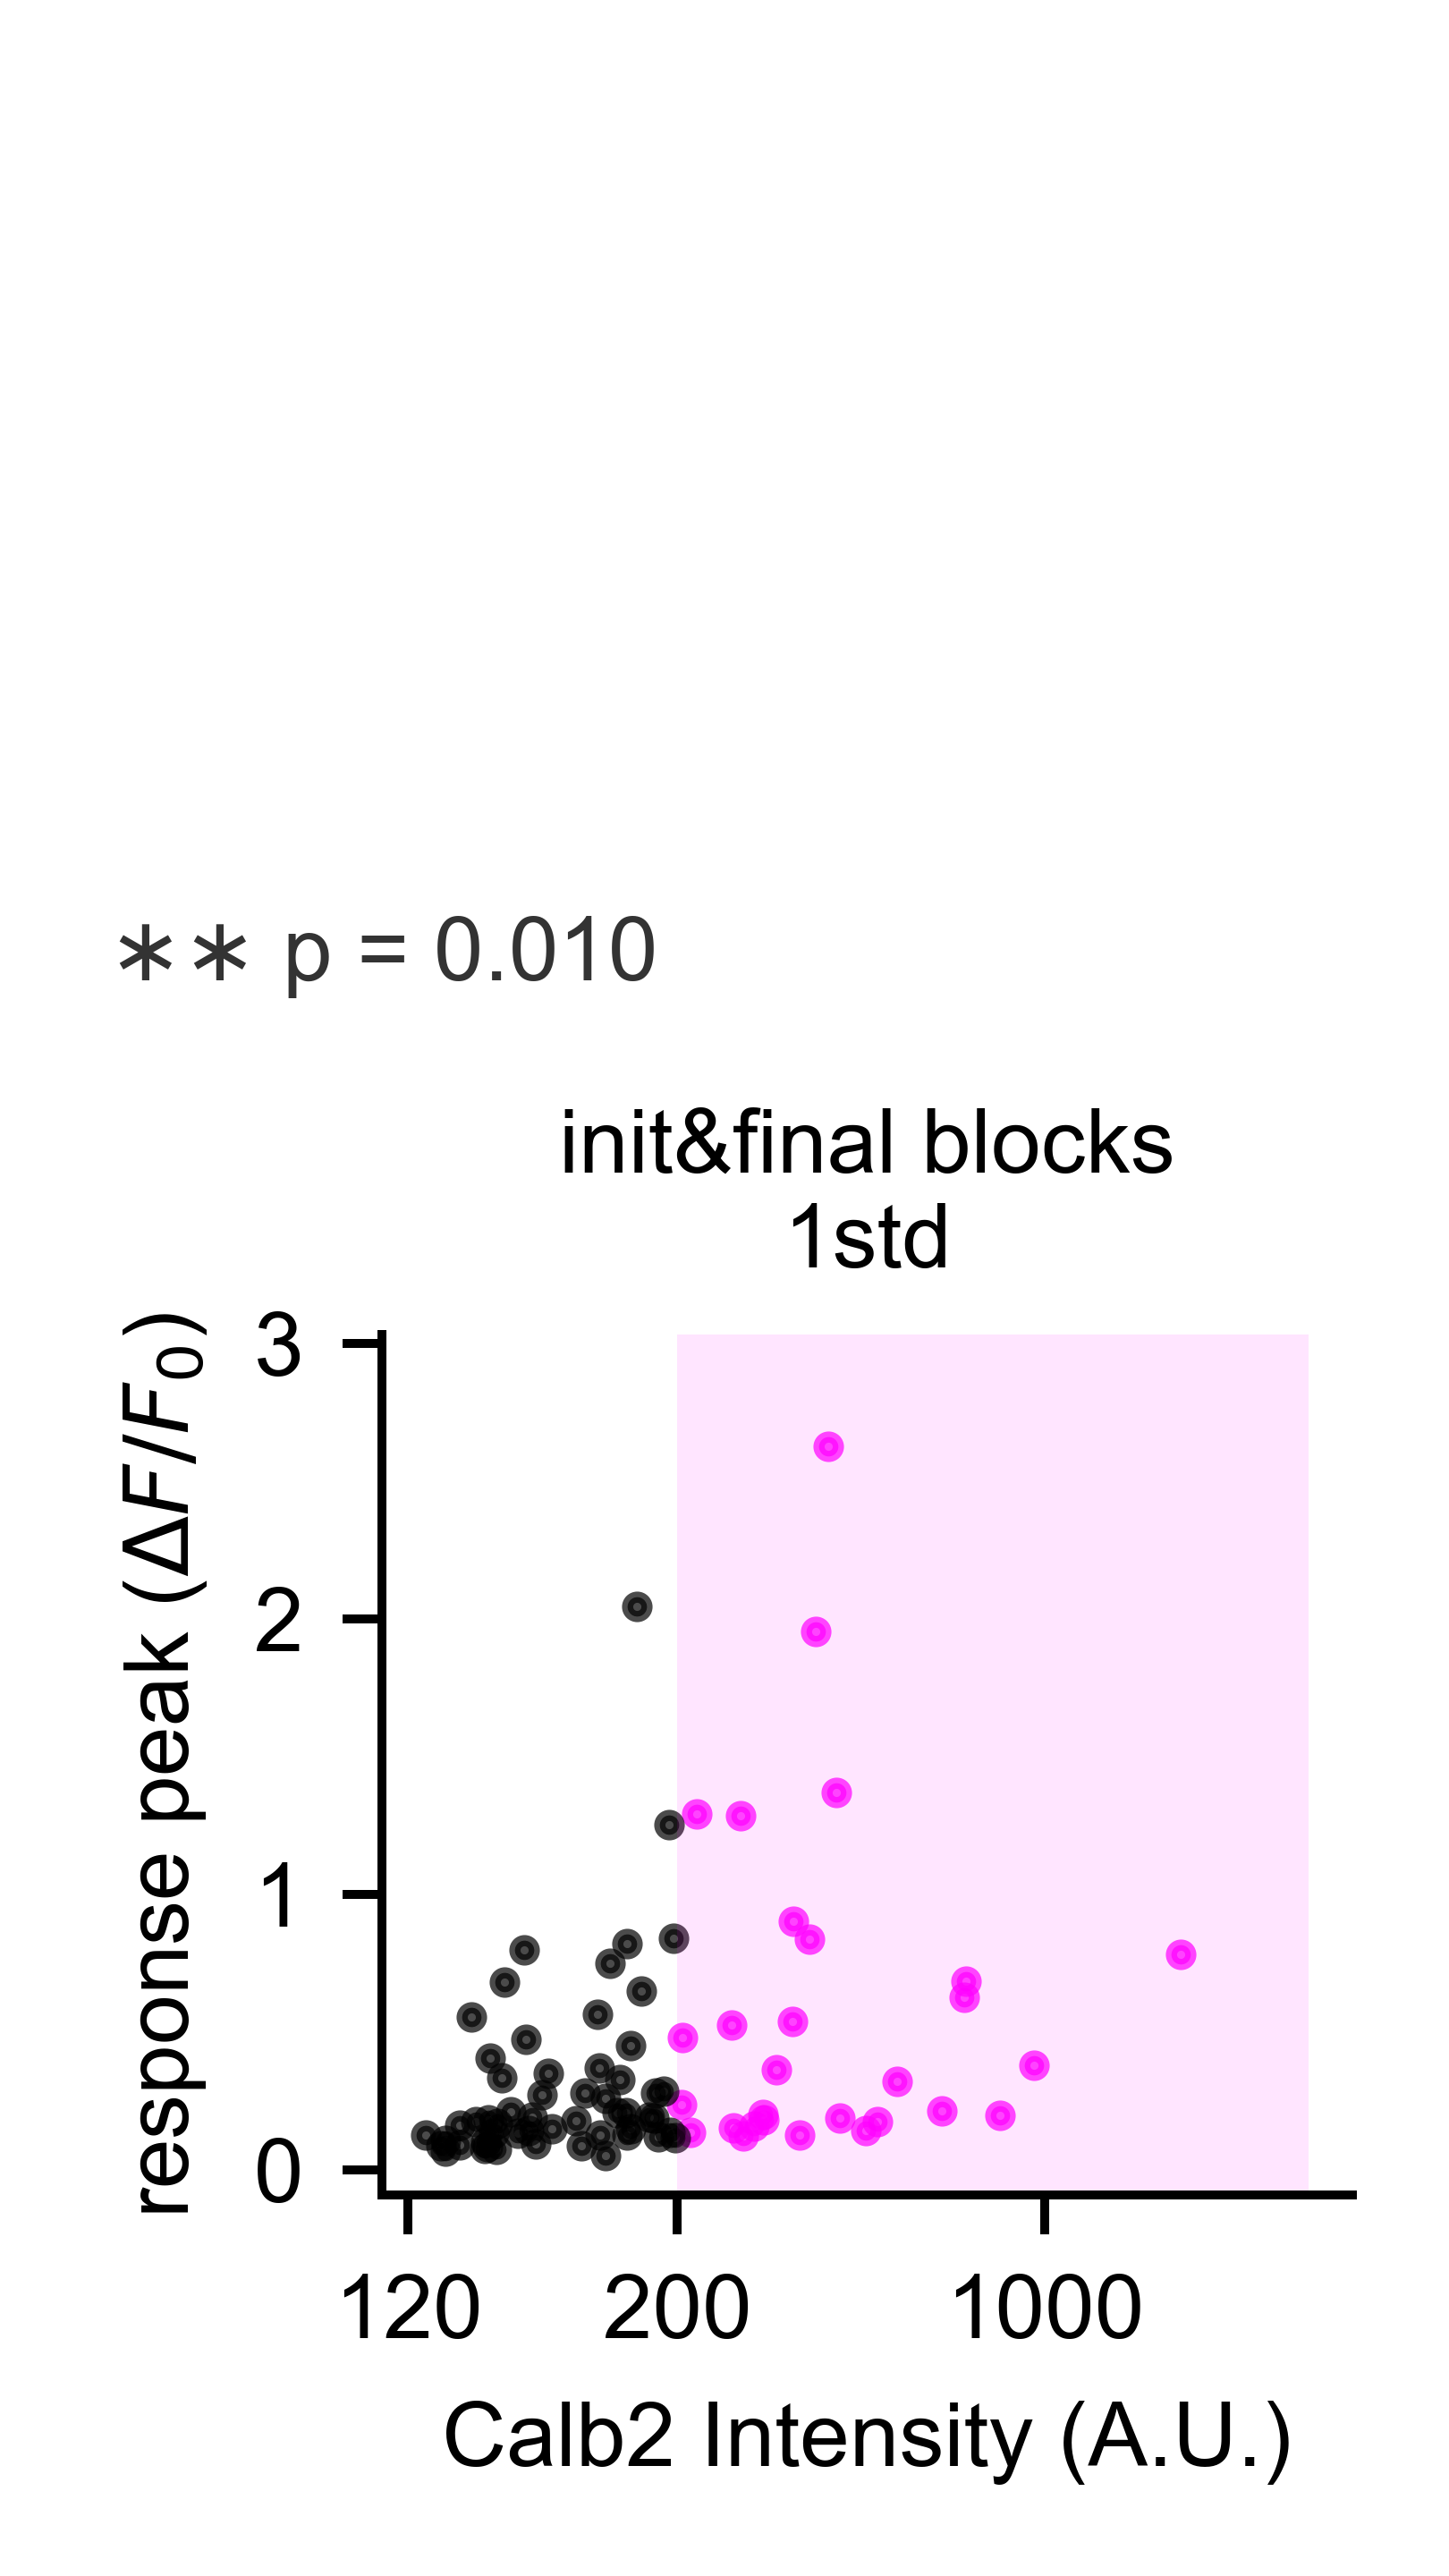 ∗∗ p = 0.010
init&final blocks
1std
response peak (ΔF/F₀)
3
2
1
0
120 200 1000
Calb2 Intensity (A.U.)